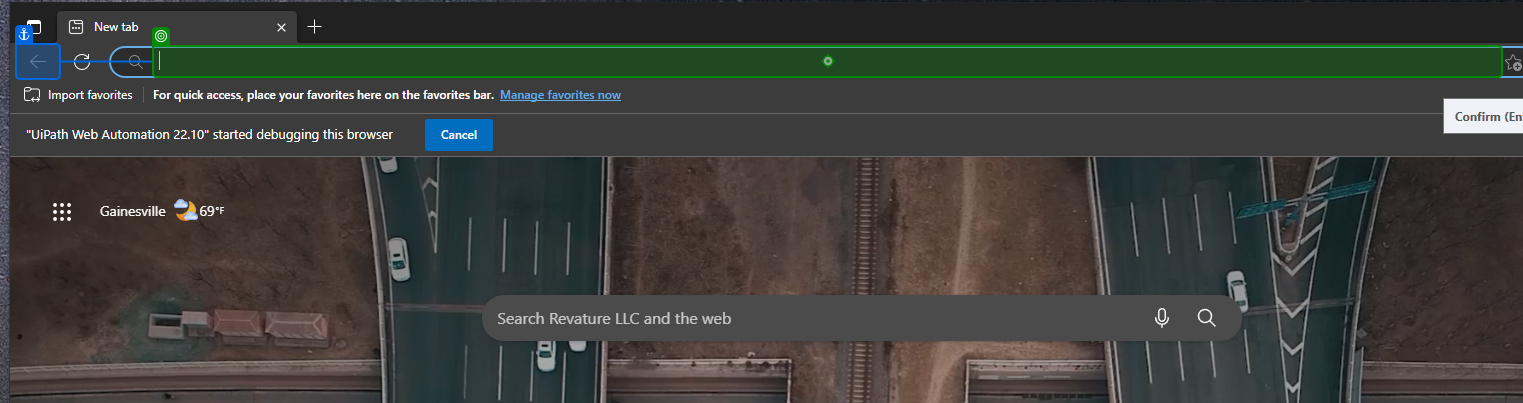 New tab
Import favorites
For quick access, place your favorites here on the favorites bar. Manage favorites now
"UiPath Web Automation 22.10" started debugging this browser
Cancel
Confirm (En
Gainesville
69°F
Search Revature LLC and the web